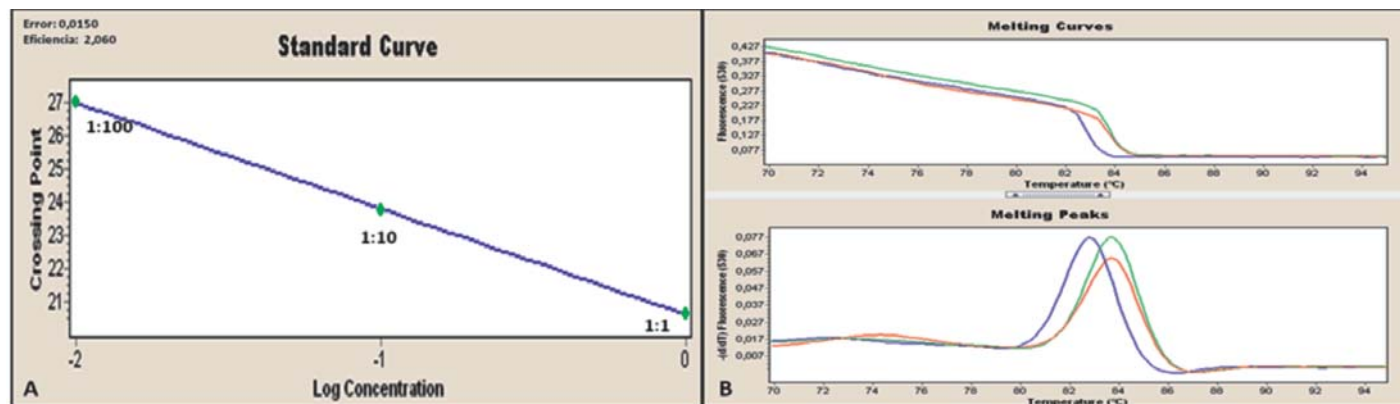 Error: 0,0150
Eficiencia: 2,060
Standard Curve
Crossing Point
27
26
25
24
23
22
21
1:100
1:10
1:1
-2
-1
0
A
Log Concentration
Melting Curves
Fluorescence (530)
0,427
0,377
0,327
0,277
0,227
0,177
0,127
0,077
70 72 74 76 78 80 82 84 86 88 90 92 94
Temperature (°C)
Melting Peaks
-(d/dT) Fluorescence (530)
0,077
0,067
0,057
0,047
0,037
0,027
0,017
0,007
70 72 74 76 78 80 82 84 86 88 90 92 94
B
Temperature (°C)